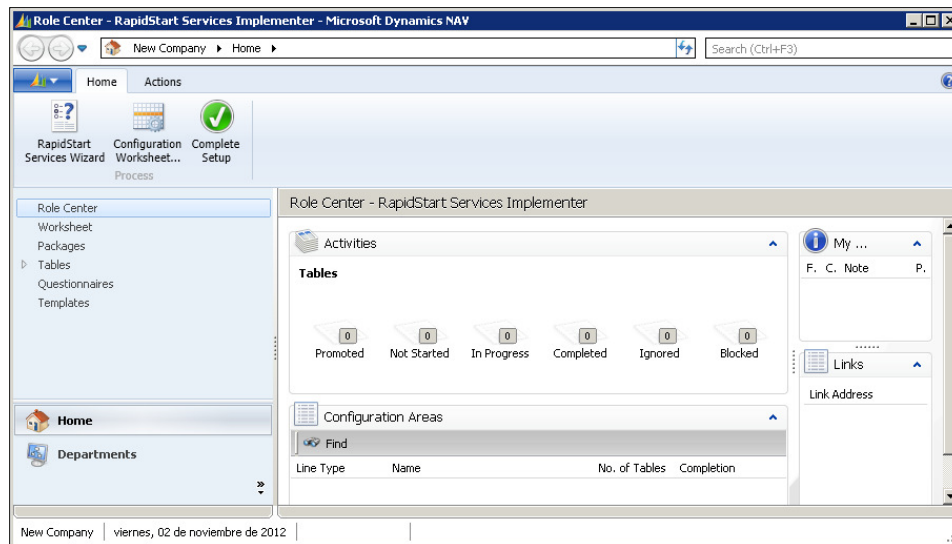 Role Center - RapidStart Services Implementer - Microsoft Dynamics NAV
New Company Home
Search (Ctrl+F3)
Home Actions
RapidStart Services Wizard
Configuration Worksheet...
Complete Setup
Process
Role Center
Worksheet
Packages
Tables
Questionnaires
Templates
Home
Departments
Role Center - RapidStart Services Implementer
Activities
Tables
0 0 0 0 0 0
Promoted Not Started In Progress Completed Ignored Blocked
Configuration Areas
Find
Line Type Name No. of Tables Completion
My ...
F. C. Note P.
Links
Link Address
New Company viernes, 02 de noviembre de 2012